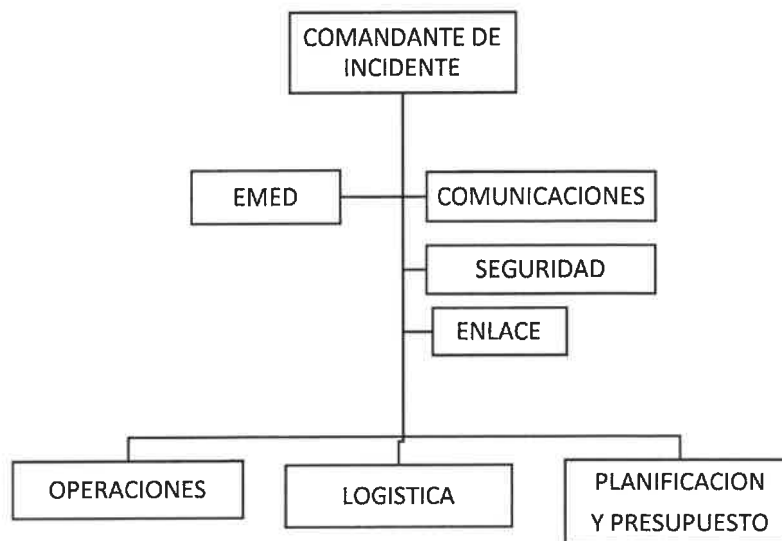 COMANDANTE DE
INCIDENTE
EMED
COMUNICACIONES
SEGURIDAD
ENLACE
OPERACIONES
LOGISTICA
PLANIFICACION
Y PRESUPUESTO